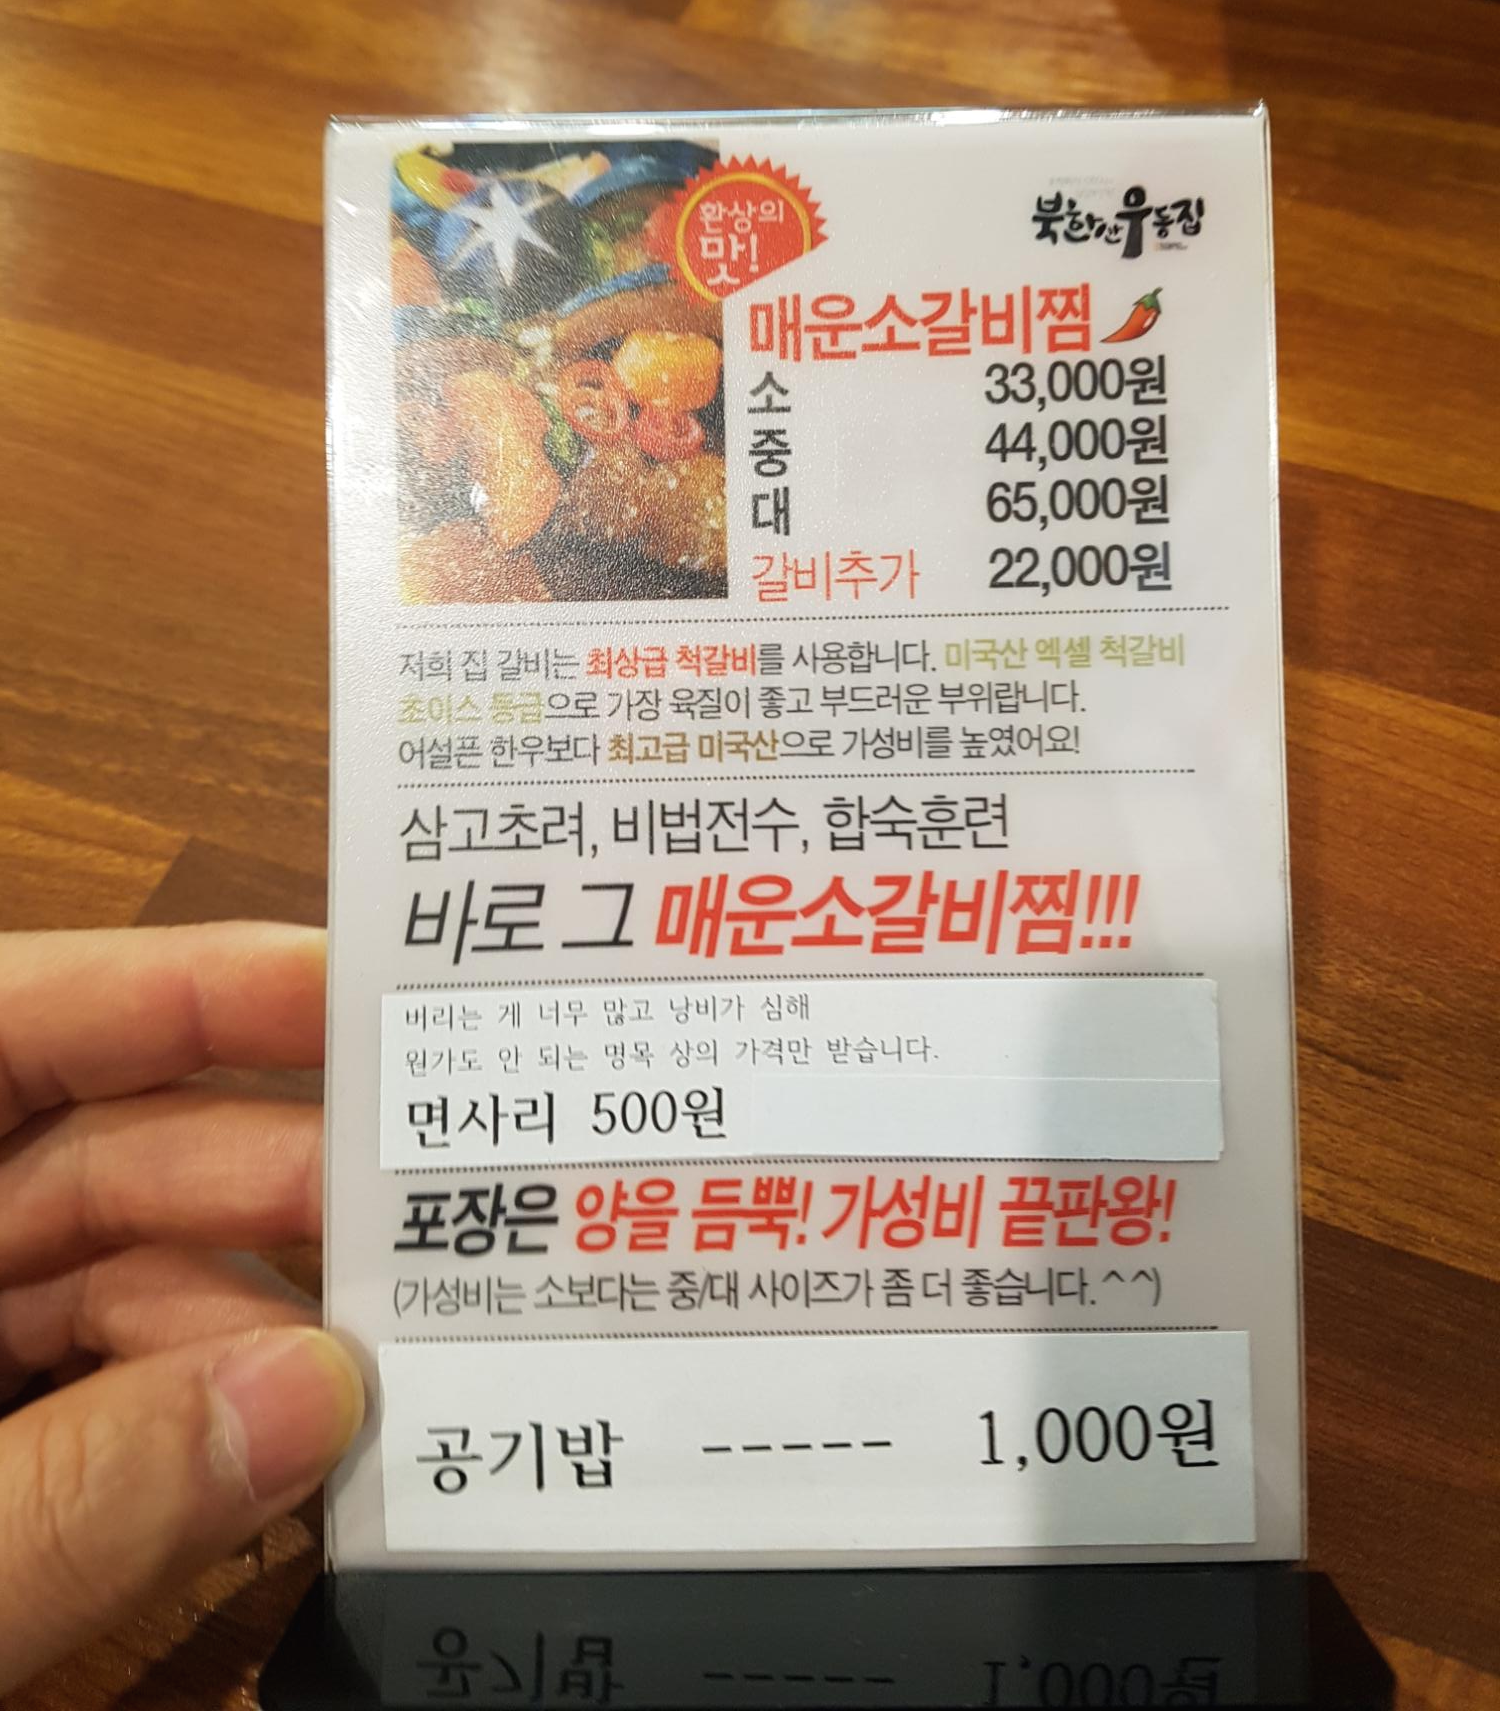 환상의
맛!
북한산우동집
매운소갈비찜
소 33,000원
중 44,000원
대 65,000원
갈비추가 22,000원
저희 집 갈비는 최상급 척갈비를 사용합니다. 미국산 엑셀 척갈비
초이스 등급으로 가장 육질이 좋고 부드러운 부위랍니다.
어설픈 한우보다 최고급 미국산으로 가성비를 높였어요!
삼고초려, 비법전수, 합숙훈련
바로 그 매운소갈비찜!!!
버리는 게 너무 많고 낭비가 심해
원가도 안 되는 명목 상의 가격만 받습니다.
면사리 500원
포장은 양을 듬뿍! 가성비 끝판왕!
(가성비는 소보다는 중/대 사이즈가 좀 더 좋습니다.^^)
공기밥 ----- 1,000원